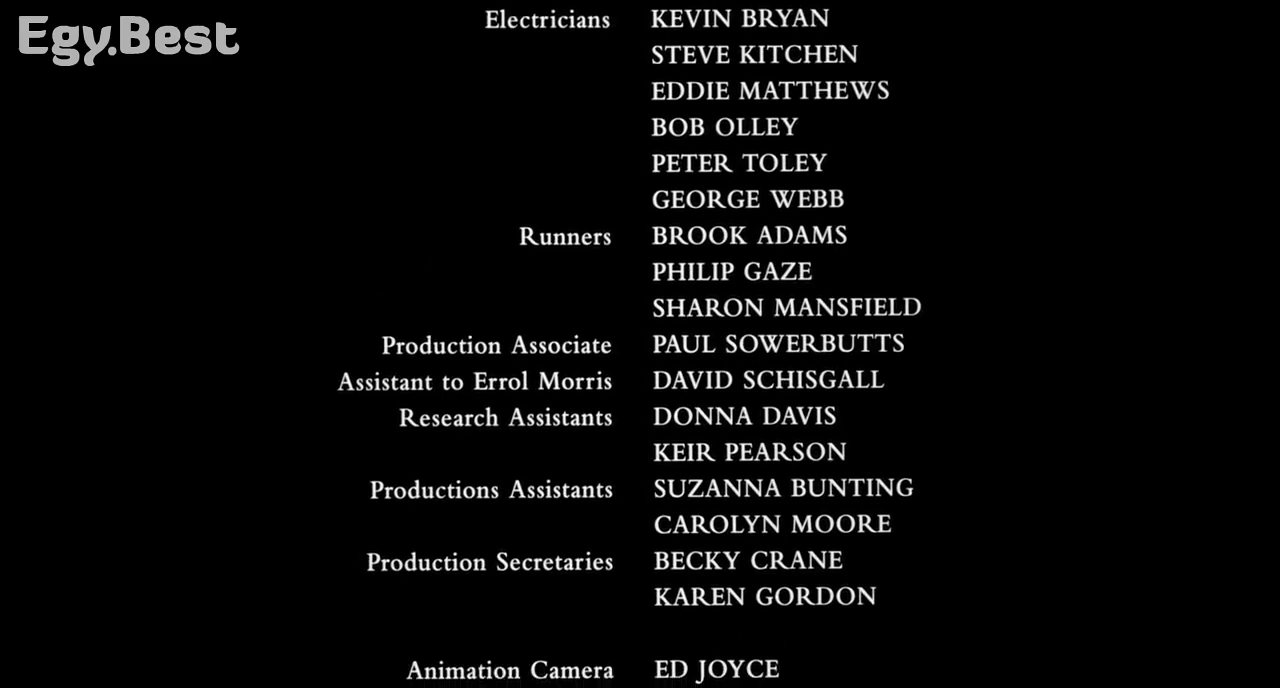 Egy.Best
Electricians KEVIN BRYAN
STEVE KITCHEN
EDDIE MATTHEWS
BOB OLLEY
PETER TOLEY
GEORGE WEBB
Runners BROOK ADAMS
PHILIP GAZE
SHARON MANSFIELD
Production Associate PAUL SOWERBUTTS
Assistant to Errol Morris DAVID SCHISGALL
Research Assistants DONNA DAVIS
KEIR PEARSON
Productions Assistants SUZANNA BUNTING
CAROLYN MOORE
Production Secretaries BECKY CRANE
KAREN GORDON
Animation Camera ED JOYCE